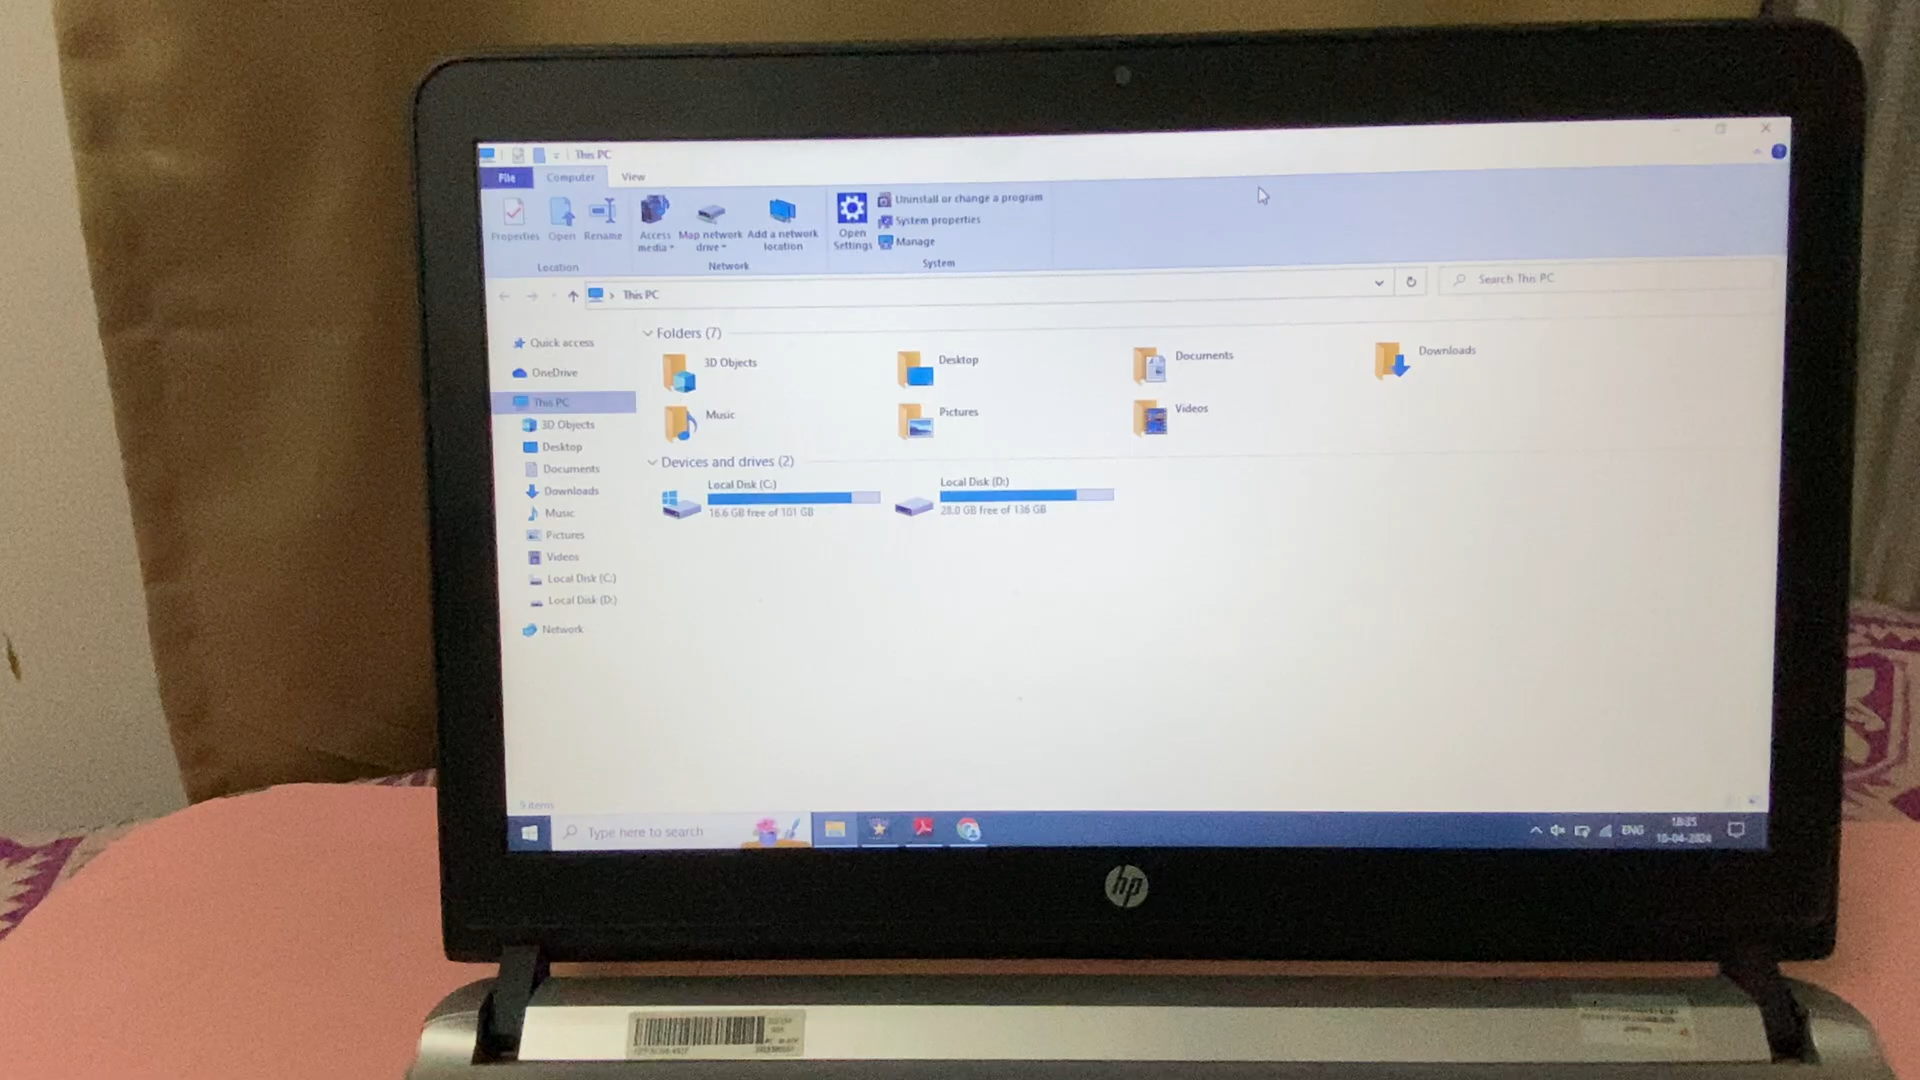 This PC
File Computer View
Properties Open Rename
Access media Map network drive Add a network location
Open Settings
Uninstall or change a program
System properties
Manage
Location Network System
This PC
Search This PC
Quick access
OneDrive
This PC
3D Objects
Desktop
Documents
Downloads
Music
Pictures
Videos
Local Disk (C:)
Local Disk (D:)
Network
Folders (7)
3D Objects Desktop Documents Downloads
Music Pictures Videos
Devices and drives (2)
Local Disk (C:)
16.6 GB free of 101 GB
Local Disk (D:)
28.0 GB free of 136 GB
9 items
Type here to search
ENG
hp